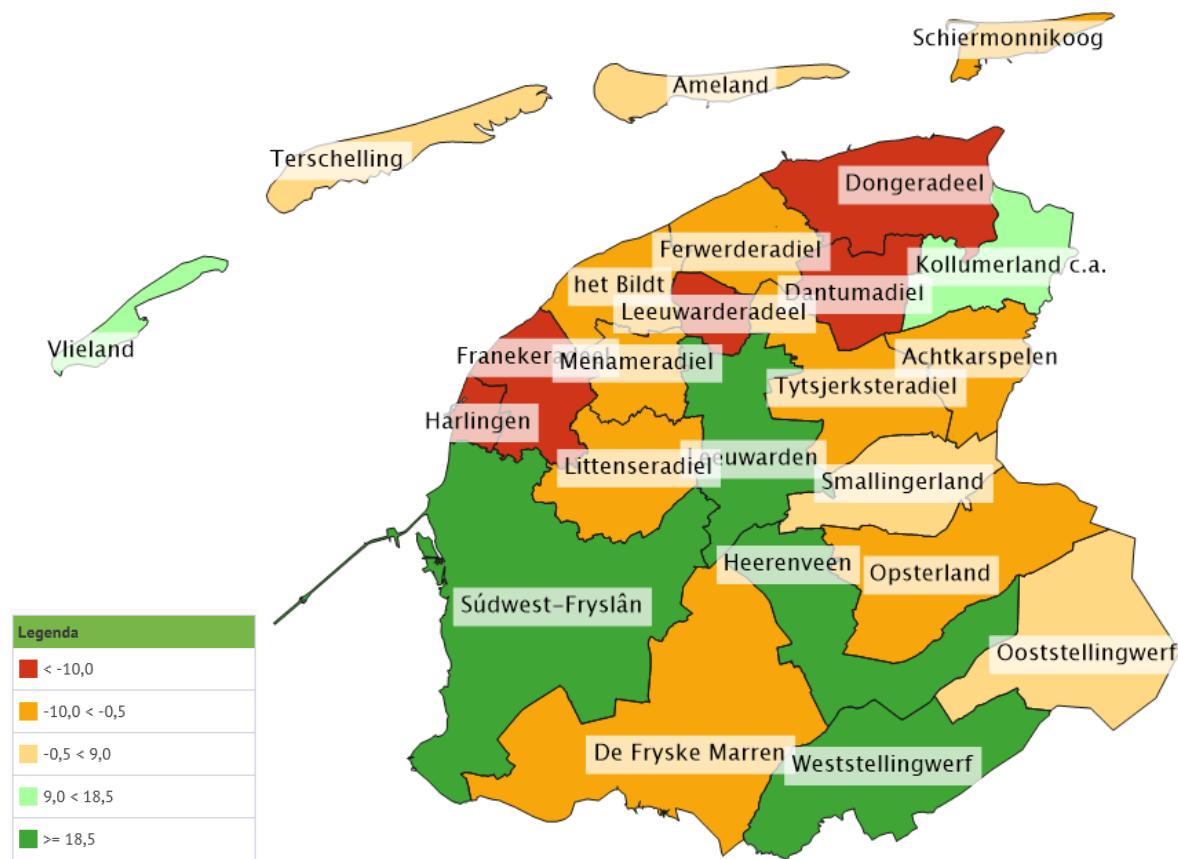 Schiermonnikoog
Ameland
Terschelling
Dongeradeel
Ferwerderadiel
Kollumerland c.a.
het Bildt
Dantumadiel
Leeuwarderadeel
Vlieland
Franekeradeel
Menameradiel
Achtkarspelen
Tytsjerksteradiel
Harlingen
Littenseradiel
Leeuwarden
Smallingerland
Heerenveen
Opsterland
Súdwest-Fryslân
Ooststellingwerf
De Fryske Marren
Weststellingwerf
Legenda
< -10,0
-10,0 < -0,5
-0,5 < 9,0
9,0 < 18,5
>= 18,5